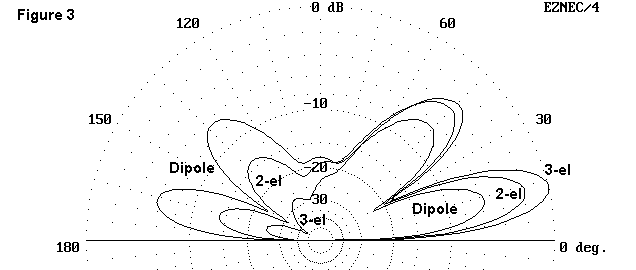 Figure 3
0 dB
EZNEC/4
120
60
-10
150
30
Dipole
-20
3-el
2-el
2-el
30
Dipole
3-el
180
0 deg.